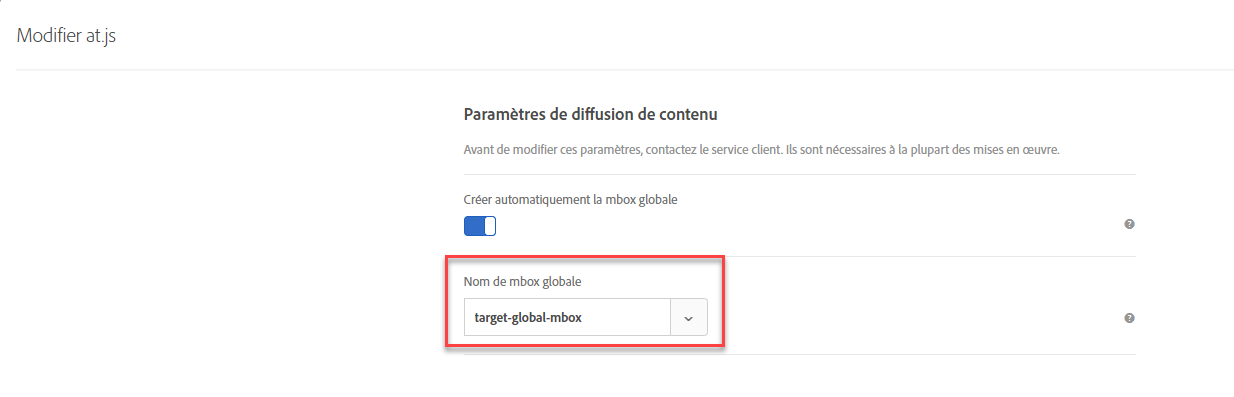 Modifier at.js
Paramètres de diffusion de contenu
Avant de modifier ces paramètres, contactez le service client. Ils sont nécessaires à la plupart des mises en œuvre.
Créer automatiquement la mbox globale
Nom de mbox globale
target-global-mbox